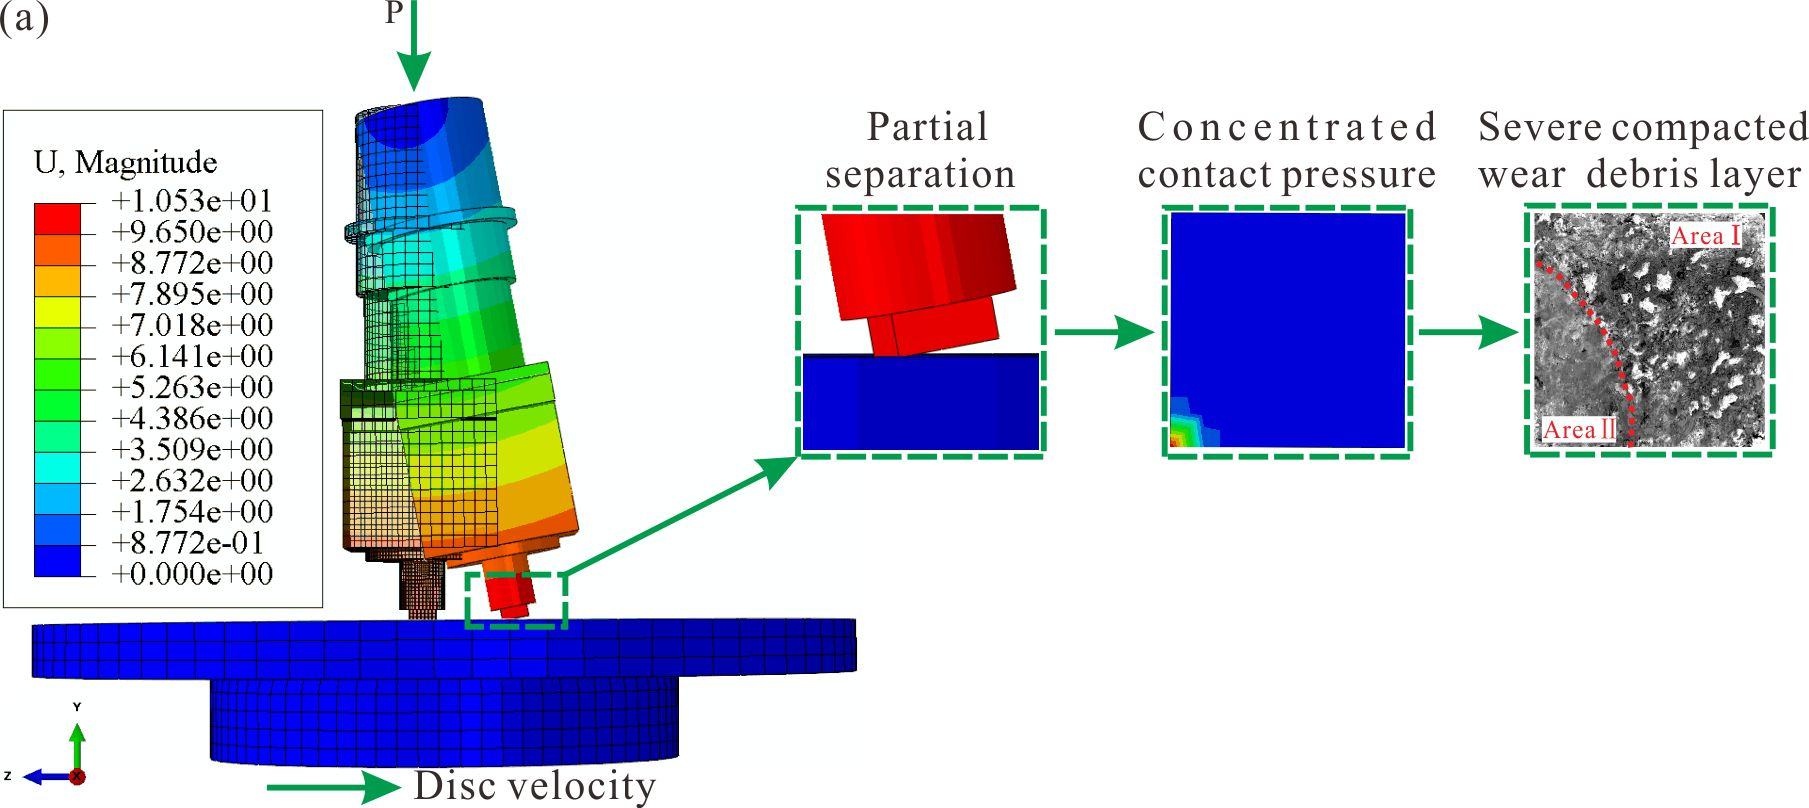 (a)
P
U, Magnitude
+1.053e+01
+9.650e+00
+8.772e+00
+7.895e+00
+7.018e+00
+6.141e+00
+5.263e+00
+4.386e+00
+3.509e+00
+2.632e+00
+1.754e+00
+8.772e-01
+0.000e+00
Partial
separation
Concentrated
contact pressure
Severe compacted
wear debris layer
Area I
Area II
Y
Z
X
Disc velocity